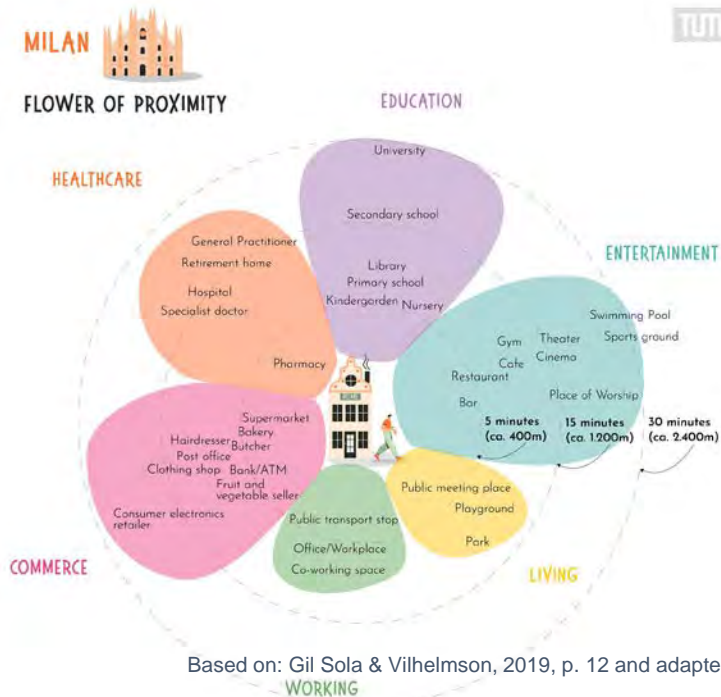 MILAN
FLOWER OF PROXIMITY
EDUCATION
University
Secondary school
Library
Primary school
Kindergarden
Nursery
HEALTHCARE
General Practitioner
Retirement home
Hospital
Specialist doctor
Pharmacy
ENTERTAINMENT
Swimming Pool
Sports ground
Gym
Theater
Cafe
Cinema
Restaurant
Bar
Place of Worship
5 minutes
(ca. 400m)
15 minutes
(ca. 1.200m)
30 minutes
(ca. 2.400m)
Supermarket
Bakery
Hairdresser
Butcher
Post office
Clothing shop
Bank/ATM
Fruit and
vegetable seller
Consumer electronics
retailer
COMMERCE
Public transport stop
Office/Workplace
Co-working space
Public meeting place
Playground
Park
LIVING
Based on: Gil Sola & Vilhelmson, 2019, p. 12 and adapte
WORKING